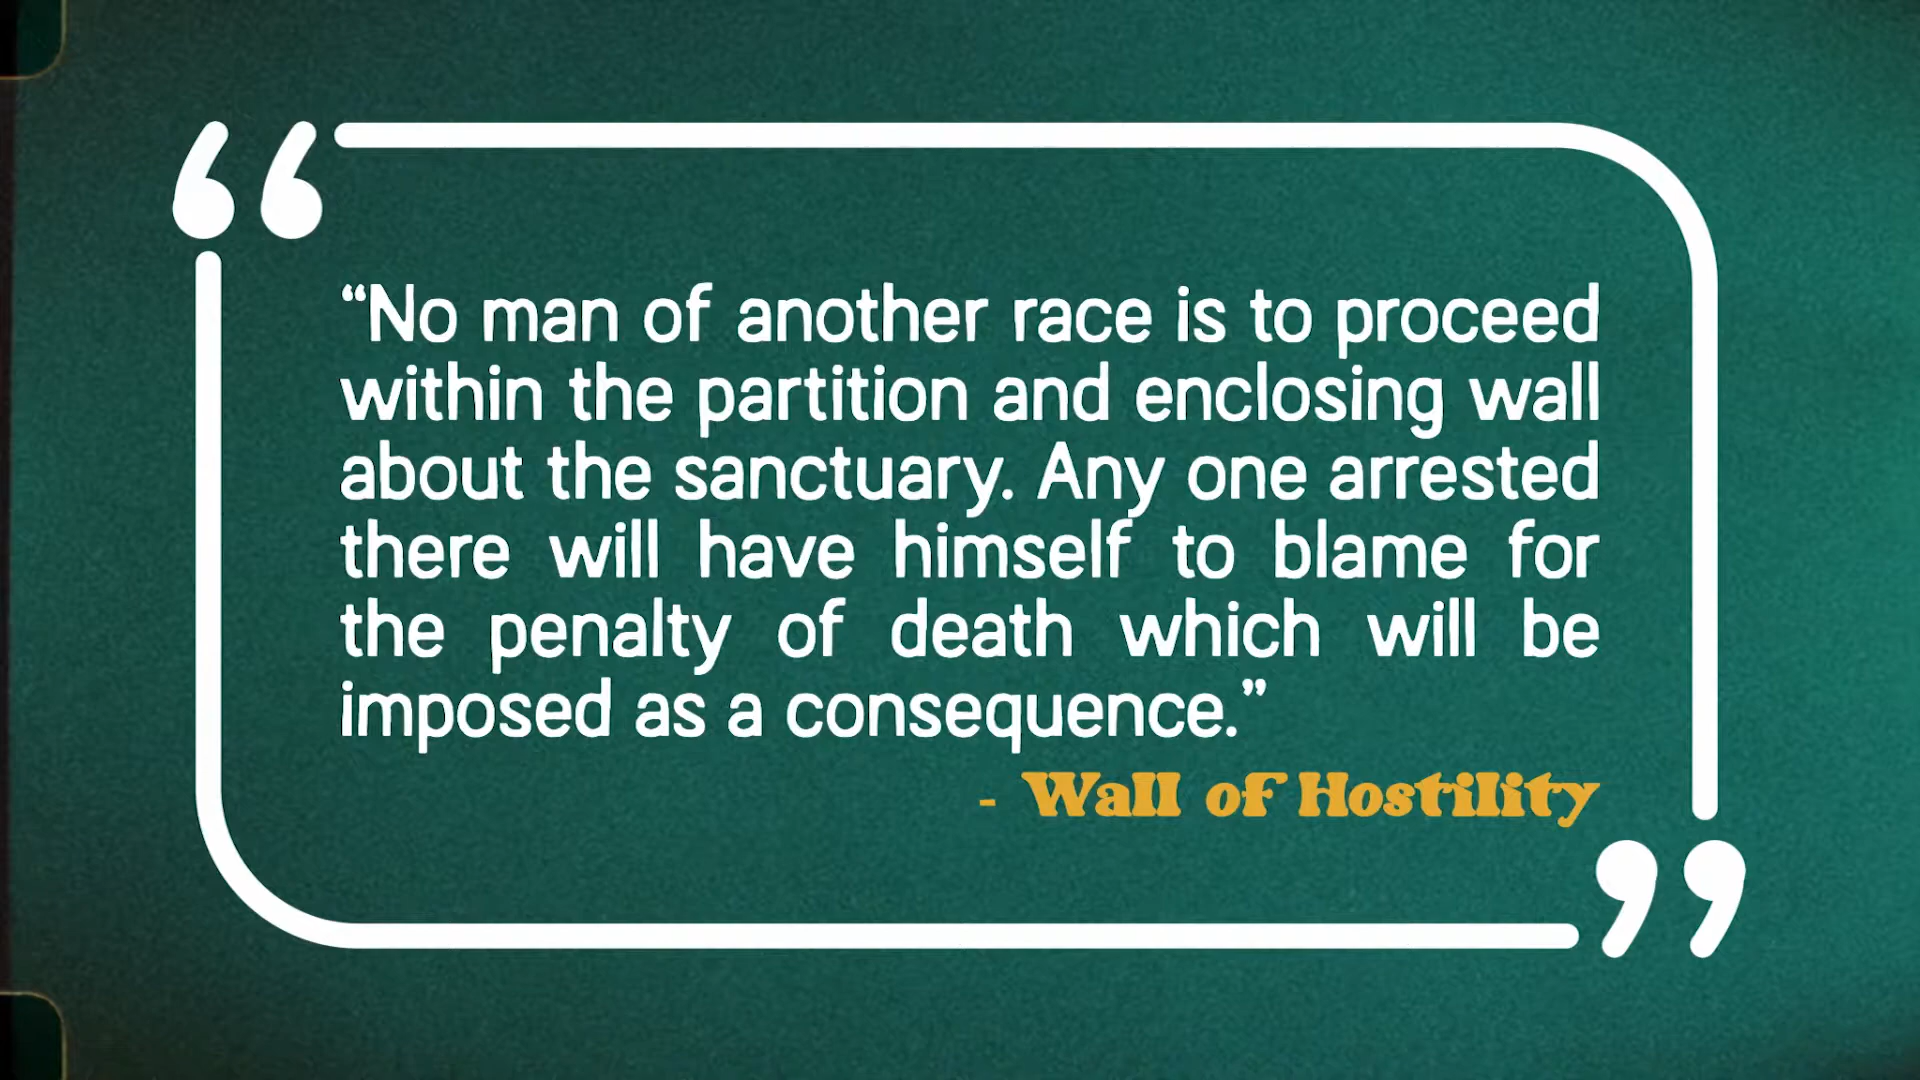 “No man of another race is to proceed
within the partition and enclosing wall
about the sanctuary. Any one arrested
there will have himself to blame for
the penalty of death which will be
imposed as a consequence.”
- Wall of Hostility